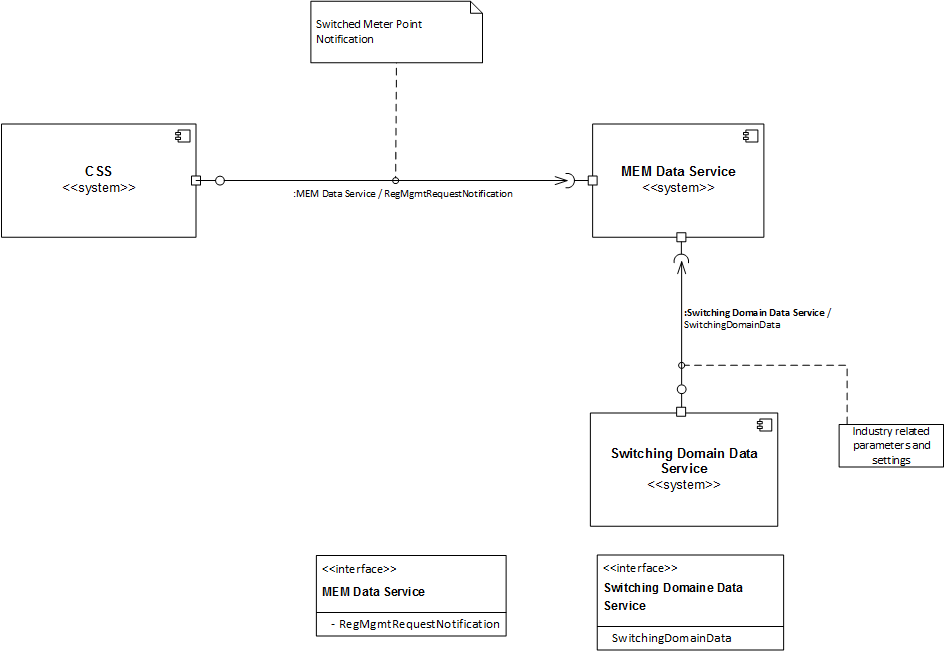 Switched Meter Point
Notification
CSS
<<system>>
MEM Data Service
<<system>>
:MEM Data Service / RegMgmtRequestNotification
:Switching Domain Data Service /
SwitchingDomainData
Switching Domain Data
Service
<<system>>
Industry related
parameters and
settings
<<interface>>
MEM Data Service
- RegMgmtRequestNotification
<<interface>>
Switching Domaine Data
Service
SwitchingDomainData